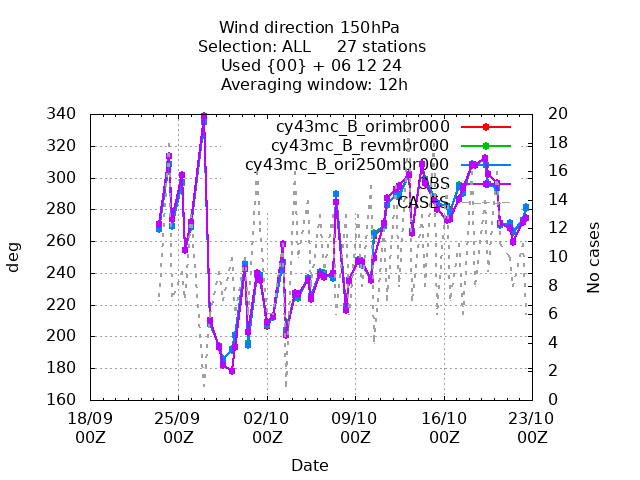 Wind direction 150hPa
Selection: ALL 27 stations
Used {00} + 06 12 24
Averaging window: 12h
340
320
300
280
260
240
220
200
180
160
deg
20
18
16
14
12
10
8
6
4
2
0
No cases
cy43mc_B_orimbr000
cy43mc_B_revmbr000
cy43mc_B_ori250mbr000
OBS
CASES
18/09 25/09 02/10 09/10 16/10 23/10
00Z 00Z 00Z 00Z 00Z 00Z
Date